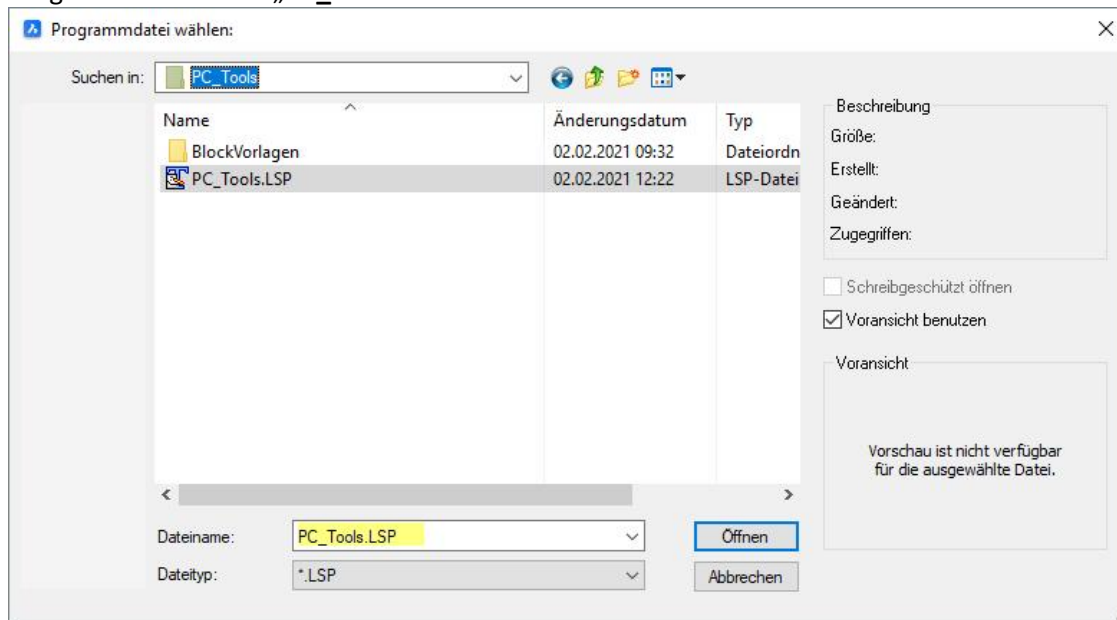 Programmdatei wählen:
Suchen in: PC_Tools
Name Änderungsdatum Typ
BlockVorlagen 02.02.2021 09:32 Dateiordn
PC_Tools.LSP 02.02.2021 12:22 LSP-Datei
Beschreibung
Größe:
Erstellt:
Geändert:
Zugegriffen:
Schreibgeschützt öffnen
Voransicht benutzen
Voransicht
Vorschau ist nicht verfügbar
für die ausgewählte Datei.
Dateiname: PC_Tools.LSP Öffnen
Dateityp: *.LSP Abbrechen